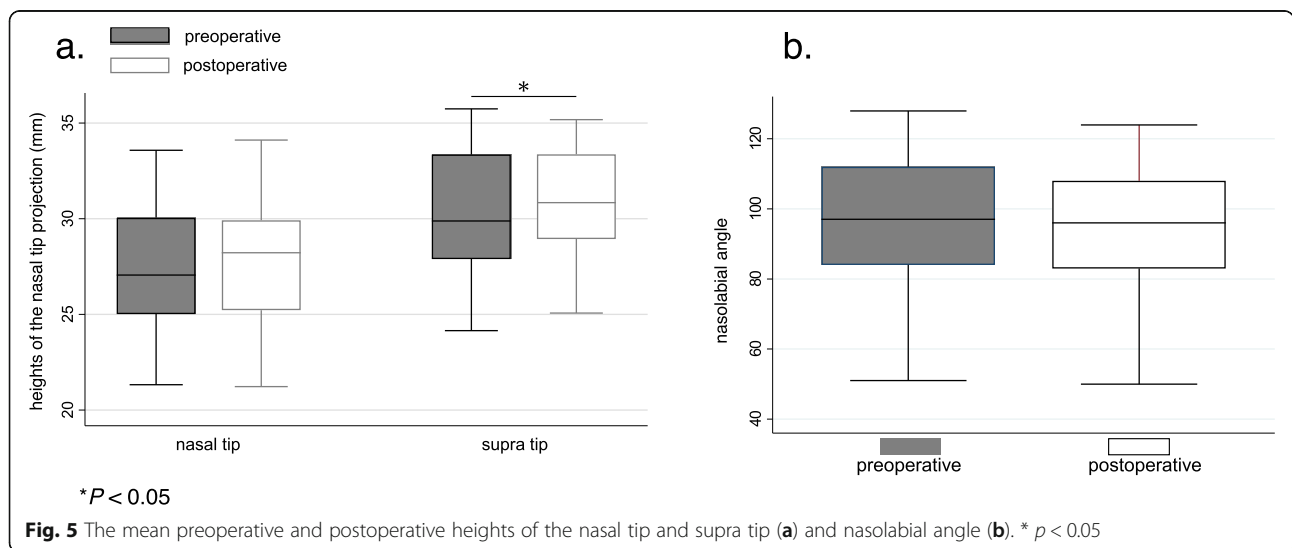 a.
preoperative
postoperative
*
heights of the nasal tip projection (mm)
35
30
25
20
nasal tip
supra tip
*P < 0.05
b.
nasolabial angle
120
100
80
60
40
preoperative
postoperative
Fig. 5 The mean preoperative and postoperative heights of the nasal tip and supra tip (a) and nasolabial angle (b). * p < 0.05